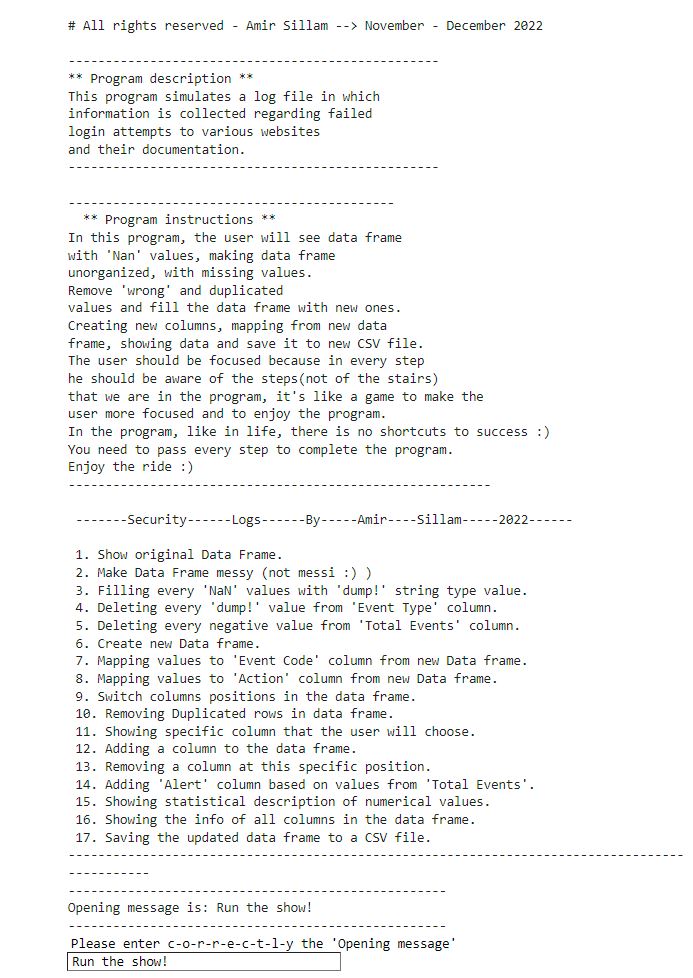 # All rights reserved - Amir Sillam --> November - December 2022
--------------------------------------------------
** Program description **
This program simulates a log file in which
information is collected regarding failed
login attempts to various websites
and their documentation.
--------------------------------------------------
--------------------------------------------
** Program instructions **
In this program, the user will see data frame
with 'Nan' values, making data frame
unorganized, with missing values.
Remove 'wrong' and duplicated
values and fill the data frame with new ones.
Creating new columns, mapping from new data
frame, showing data and save it to new CSV file.
The user should be focused because in every step
he should be aware of the steps(not of the stairs)
that we are in the program, it's like a game to make the
user more focused and to enjoy the program.
In the program, like in life, there is no shortcuts to success :)
You need to pass every step to complete the program.
Enjoy the ride :)
---------------------------------------------------------
-------Security------Logs------By-----Amir----Sillam-----2022------
1. Show original Data Frame.
2. Make Data Frame messy (not messi :) )
3. Filling every 'NaN' values with 'dump!' string type value.
4. Deleting every 'dump!' value from 'Event Type' column.
5. Deleting every negative value from 'Total Events' column.
6. Create new Data frame.
7. Mapping values to 'Event Code' column from new Data frame.
8. Mapping values to 'Action' column from new Data frame.
9. Switch columns positions in the data frame.
10. Removing Duplicated rows in data frame.
11. Showing specific column that the user will choose.
12. Adding a column to the data frame.
13. Removing a column at this specific position.
14. Adding 'Alert' column based on values from 'Total Events'.
15. Showing statistical description of numerical values.
16. Showing the info of all columns in the data frame.
17. Saving the updated data frame to a CSV file.
-----------------------------------------------------------------------------------
-----------
---------------------------------------------------
Opening message is: Run the show!
---------------------------------------------------
Please enter c-o-r-r-e-c-t-l-y the 'Opening message'
Run the show!